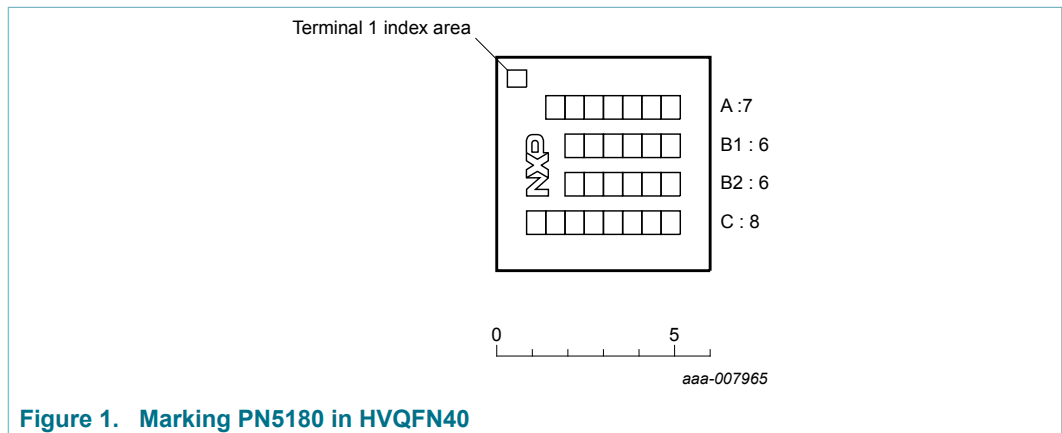 Terminal 1 index area
A :7
B1 : 6
NXP
B2 : 6
C : 8
0 5
aaa-007965
Figure 1. Marking PN5180 in HVQFN40